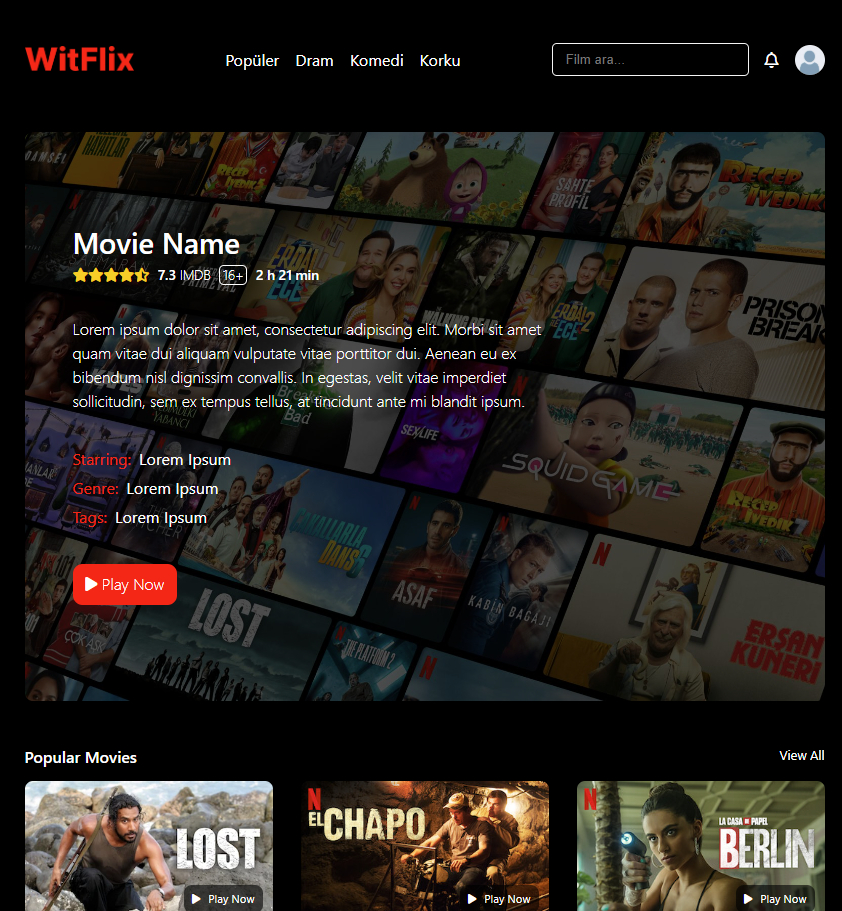 WitFlix
Popüler Dram Komedi Korku
Film ara...
DAMSEL
HAYATLAR
RECEP İVEDİK
SAHTE PROFİL
RECEP İVEDİK
Movie Name
7.3 IMDB 16+ 2 h 21 min
ERDAL İLE ECE
THE WALKING DEAD
ERDAL İLE ECE 2
PRISON BREAK
Lorem ipsum dolor sit amet, consectetur adipiscing elit. Morbi sit amet
quam vitae dui aliquam vulputate vitae porttitor dui. Aenean eu ex
bibendum nisl dignissim convallis. In egestas, velit vitae imperdiet
sollicitudin, sem ex tempus tellus, at tincidunt ante mi blandit ipsum.
Breaking Bad
YABANCI
SEX/LIFE
SQUID GAME
Starring: Lorem Ipsum
Genre: Lorem Ipsum
Tags: Lorem Ipsum
RECEP İVEDİK 7
ASAF
KABİN BAGAJI
Play Now
LOST
THE PLATFORM 2
ERŞAN KUNERİ
Popular Movies
View All
LOST
Play Now
EL CHAPO
Play Now
LA CASA DE PAPEL
BERLIN
Play Now